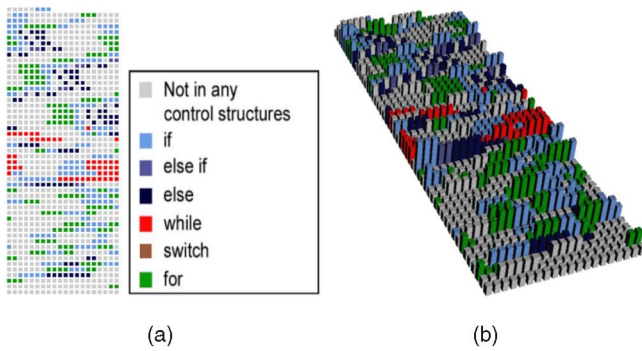 Not in any
control structures
if
else if
else
while
switch
for
(a)
(b)